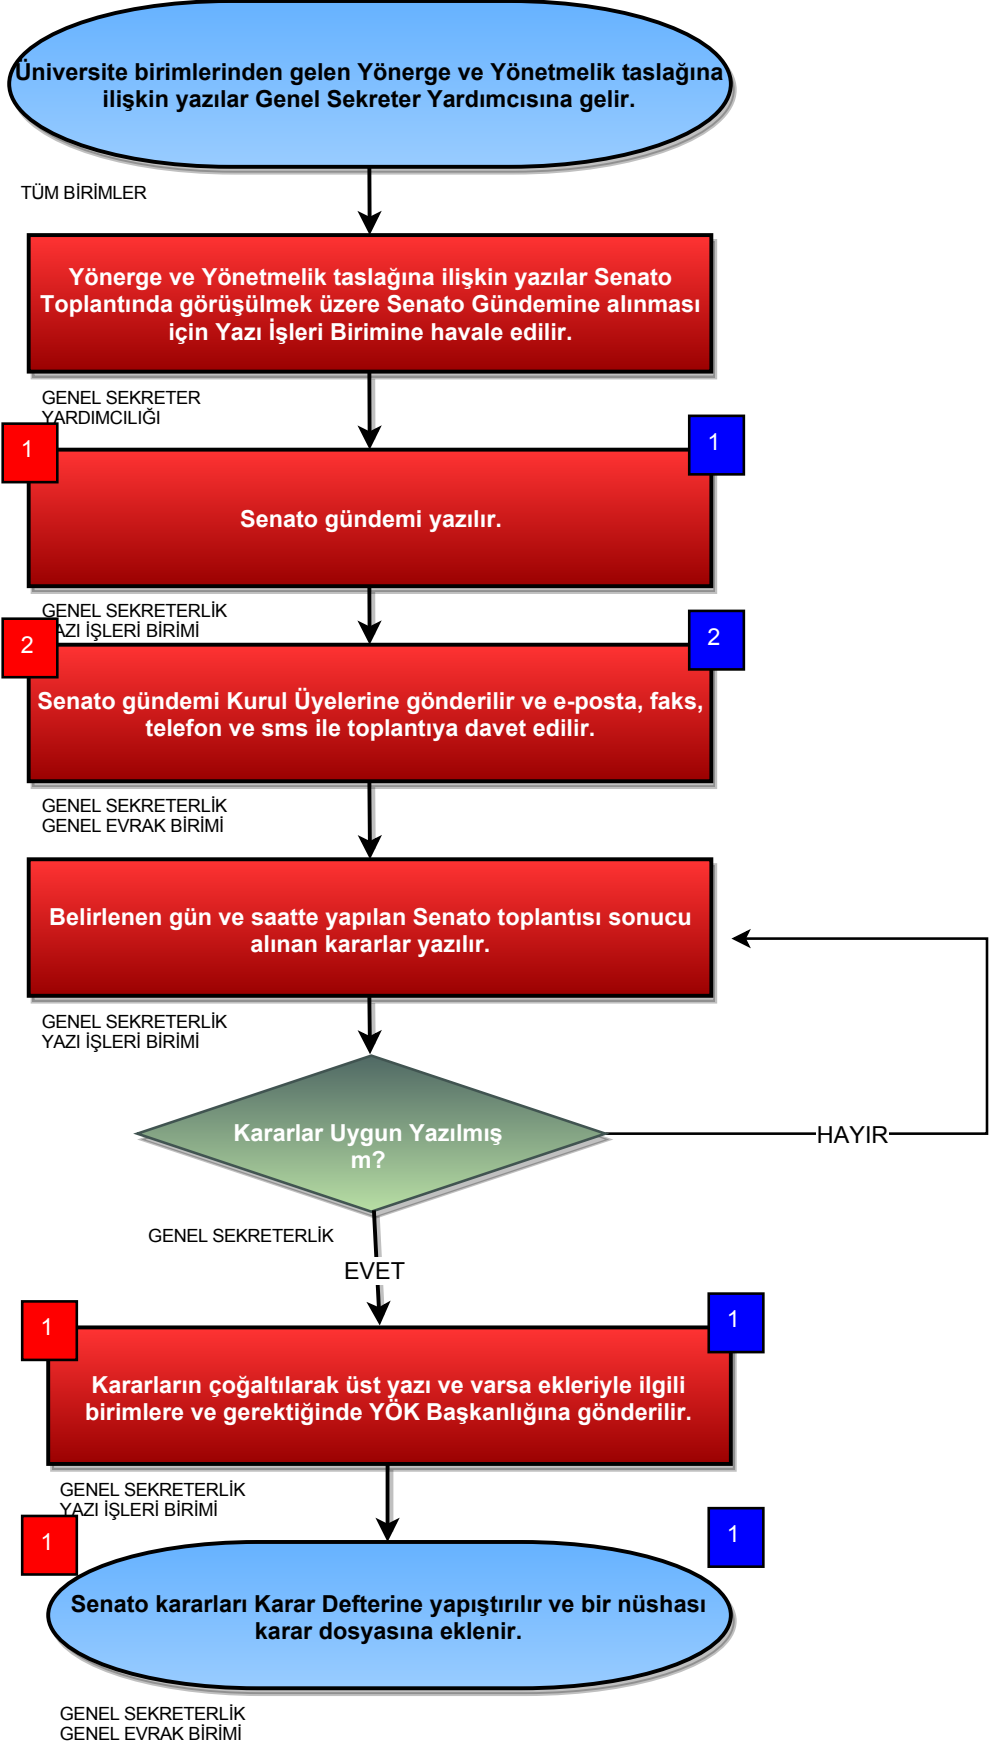 Üniversite birimlerinden gelen Yönerge ve Yönetmelik taslağına
ilişkin yazılar Genel Sekreter Yardımcısına gelir.
TÜM BİRİMLER
Yönerge ve Yönetmelik taslağına ilişkin yazılar Senato
Toplantında görüşülmek üzere Senato Gündemine alınması
için Yazı İşleri Birimine havale edilir.
GENEL SEKRETER
YARDIMCILIĞI
1
1
Senato gündemi yazılır.
GENEL SEKRETERLİK
YAZI İŞLERİ BİRİMİ
2
2
Senato gündemi Kurul Üyelerine gönderilir ve e-posta, faks,
telefon ve sms ile toplantıya davet edilir.
GENEL SEKRETERLİK
GENEL EVRAK BİRİMİ
Belirlenen gün ve saatte yapılan Senato toplantısı sonucu
alınan kararlar yazılır.
GENEL SEKRETERLİK
YAZI İŞLERİ BİRİMİ
Kararlar Uygun Yazılmış
m?
HAYIR
GENEL SEKRETERLİK
EVET
1
1
Kararların çoğaltılarak üst yazı ve varsa ekleriyle ilgili
birimlere ve gerektiğinde YÖK Başkanlığına gönderilir.
GENEL SEKRETERLİK
YAZI İŞLERİ BİRİMİ
1
1
Senato kararları Karar Defterine yapıştırılır ve bir nüshası
karar dosyasına eklenir.
GENEL SEKRETERLİK
GENEL EVRAK BİRİMİ